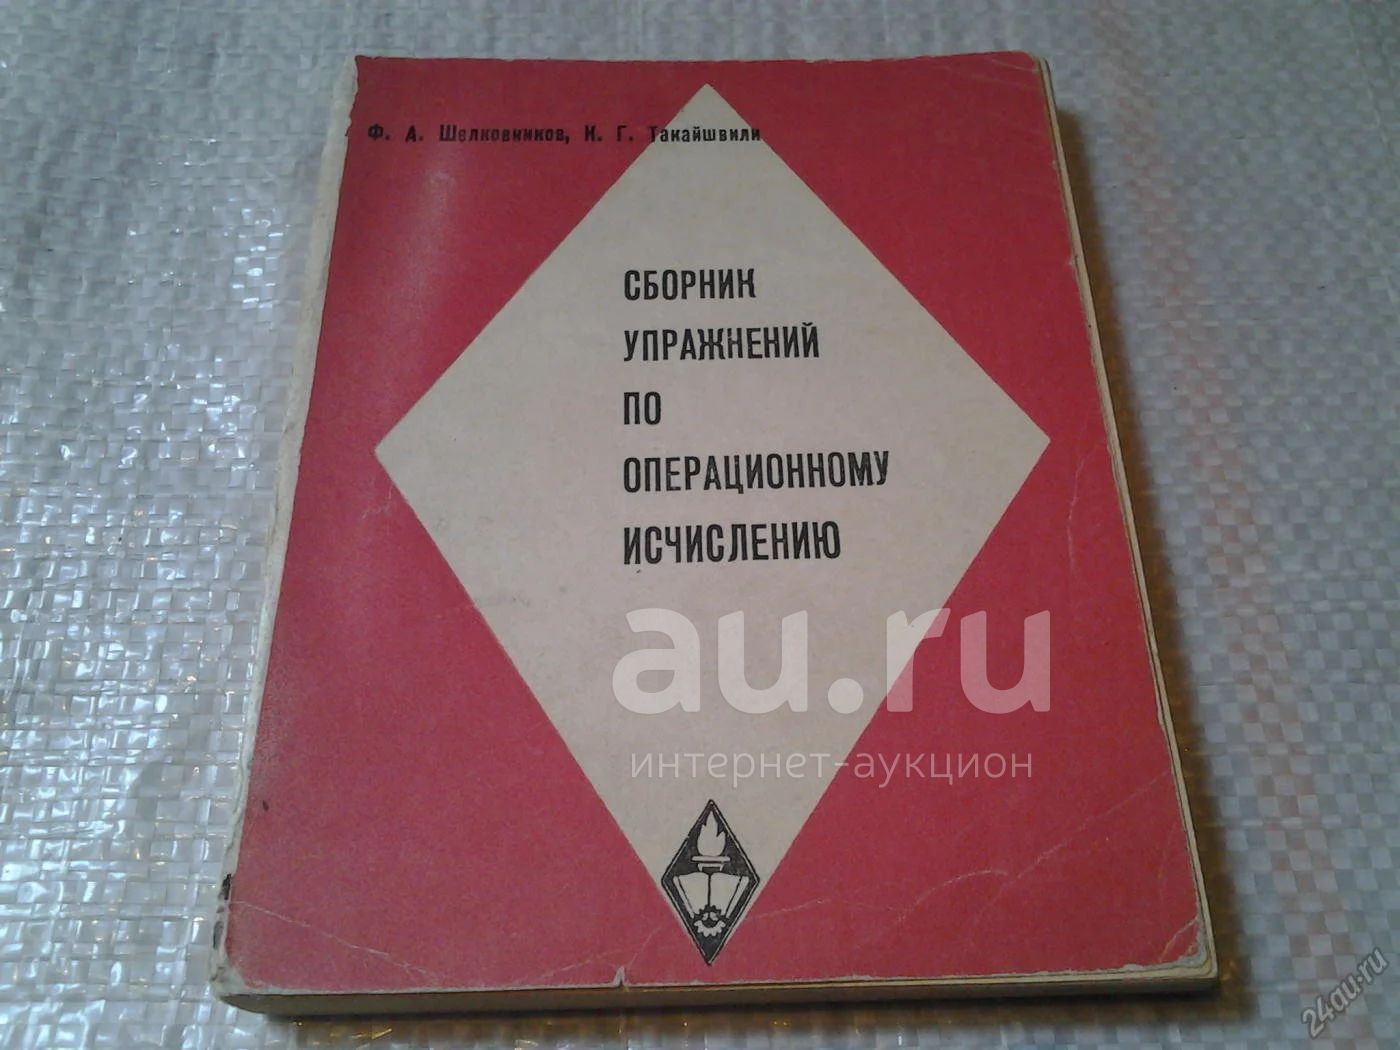 Ф. А. Шелковников, К. Г. Такайшвили
СБОРНИК
УПРАЖНЕНИЙ
ПО
ОПЕРАЦИОННОМУ
ИСЧИСЛЕНИЮ
au.ru
интернет-аукцион
24au.ru